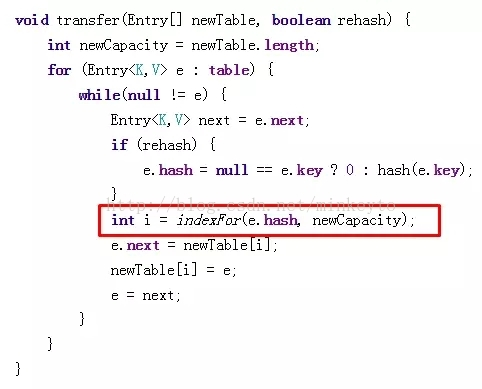 void transfer(Entry[] newTable, boolean rehash) {
int newCapacity = newTable.length;
for (Entry<K,V> e : table) {
while(null != e) {
Entry<K,V> next = e.next;
if (rehash) {
e.hash = null == e.key ? 0 : hash(e.key);
}
int i = indexFor(e.hash, newCapacity);
e.next = newTable[i];
newTable[i] = e;
e = next;
}
}
}